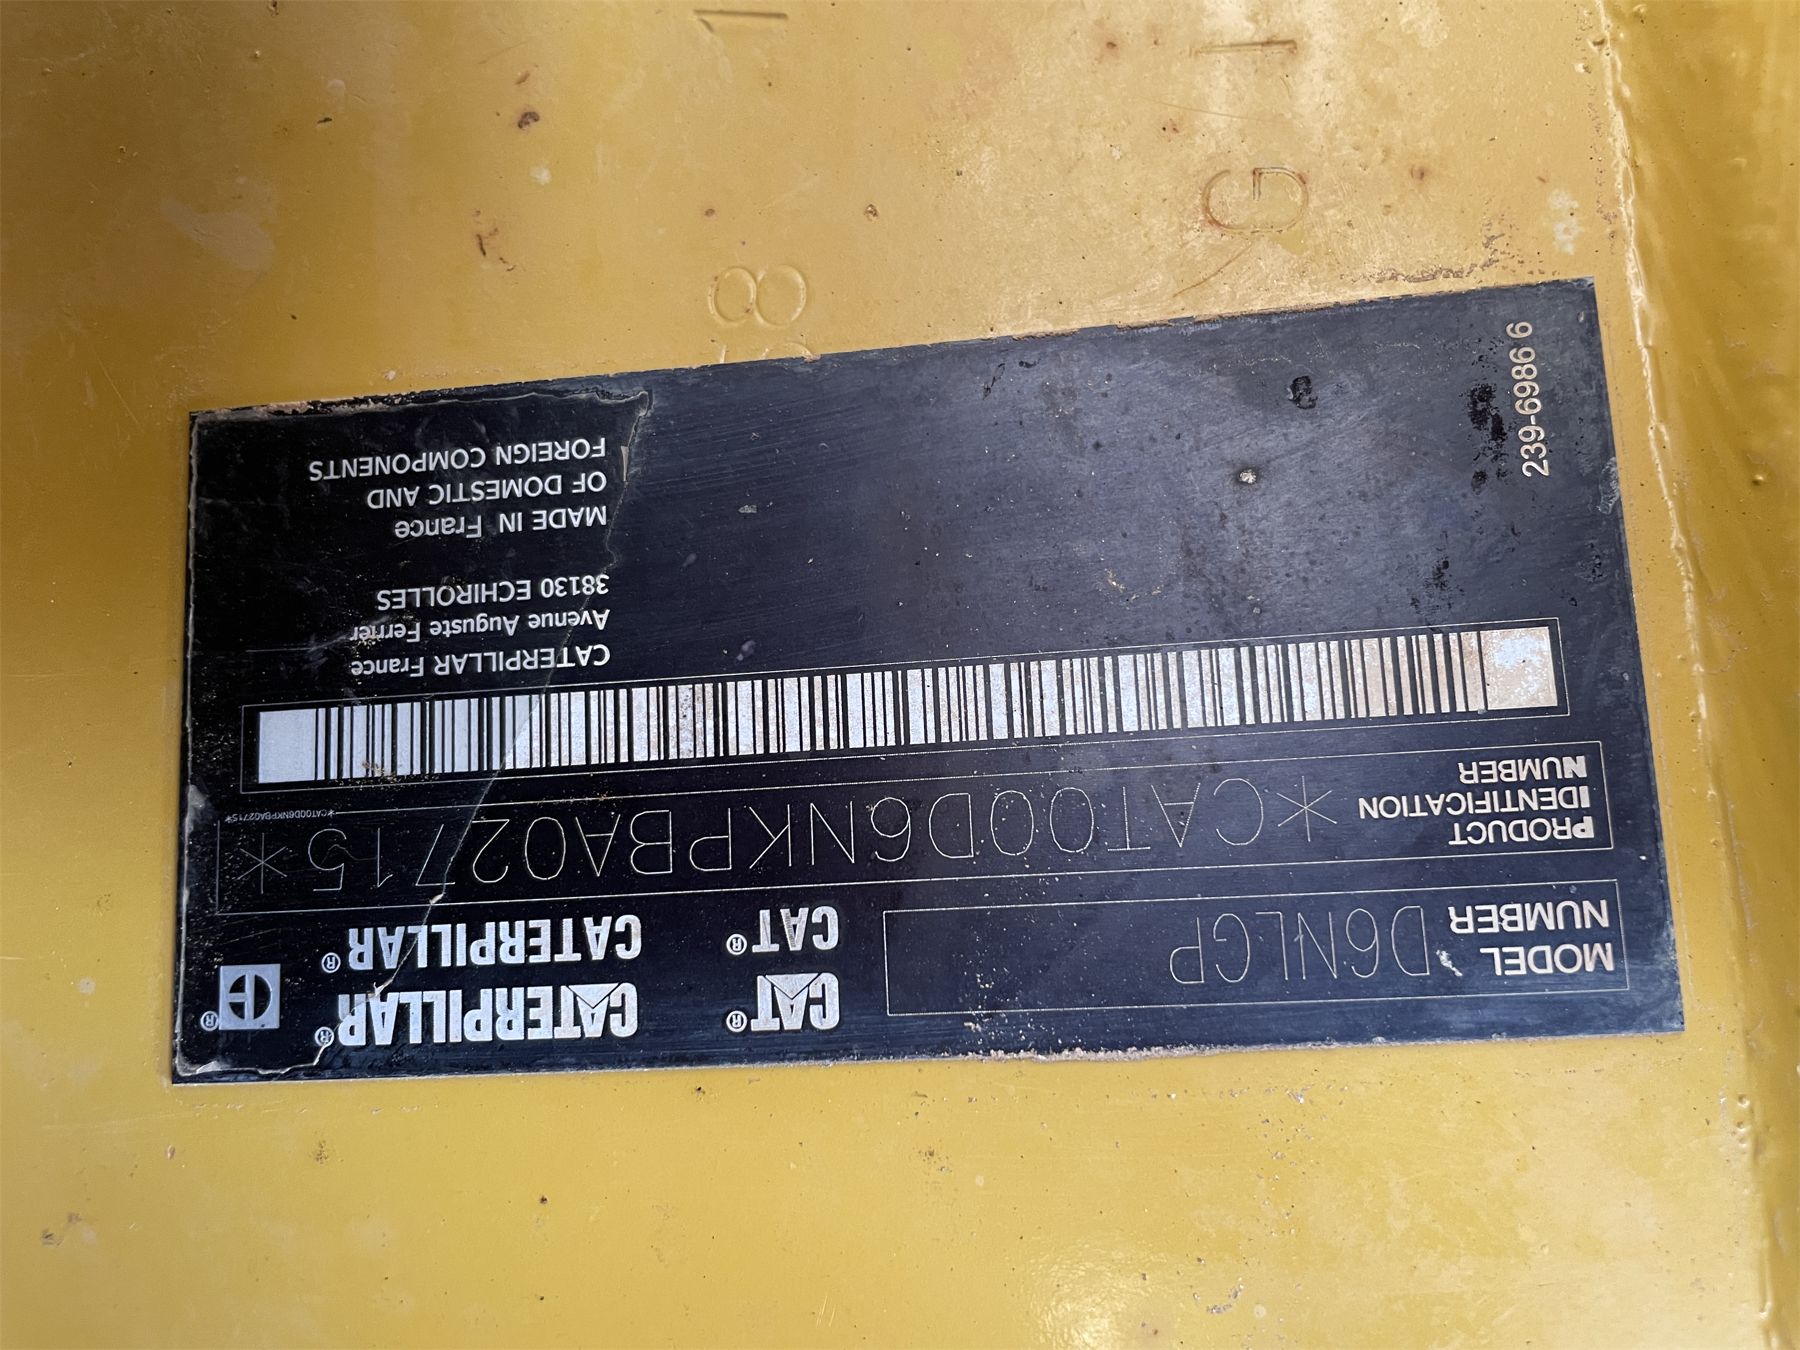 MODEL
NUMBER
D6NLGP
CAT®
CATERPILLAR®
®
CAT®
CATERPILLAR®
PRODUCT
IDENTIFICATION
NUMBER
*CAT00D6NKPBA02715*
*CAT00D6NKPBA02715*
CATERPILLAR France
Avenue Auguste Ferrier
38130 ECHIROLLES
MADE IN France
OF DOMESTIC AND
FOREIGN COMPONENTS
239-6986 6
G
8